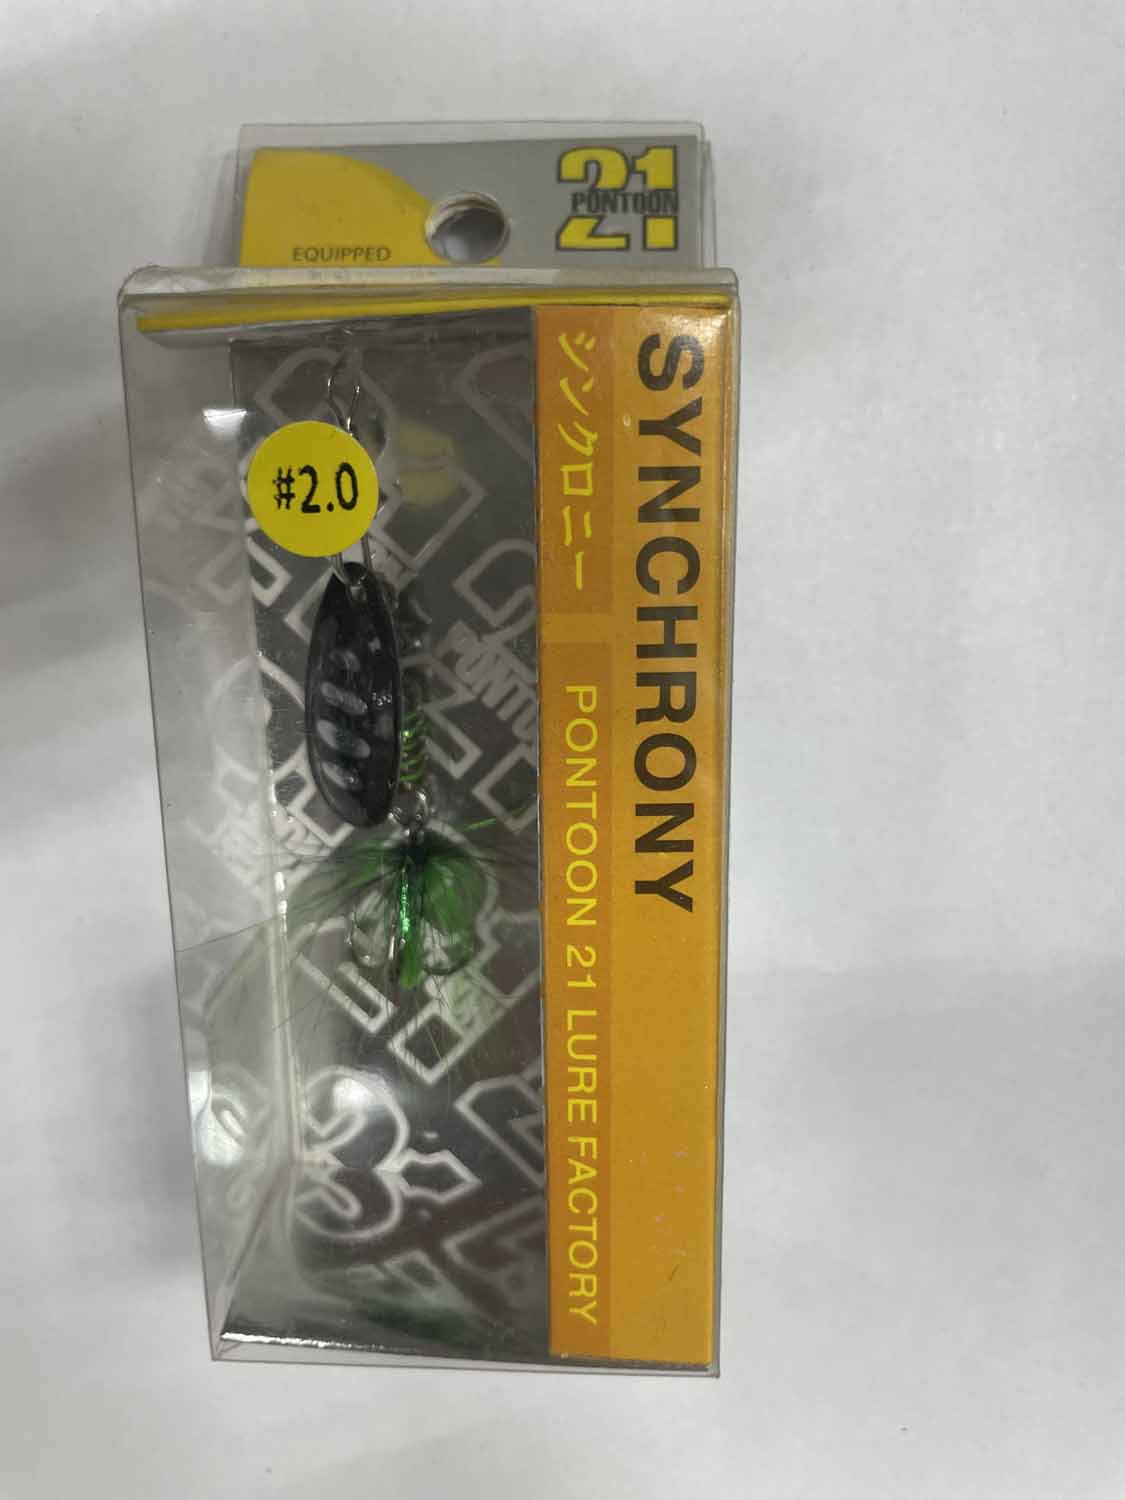 21
PONTOON
EQUIPPED
#2.0
SYNCHRONY
シンクロニー
PONTOON 21 LURE FACTORY